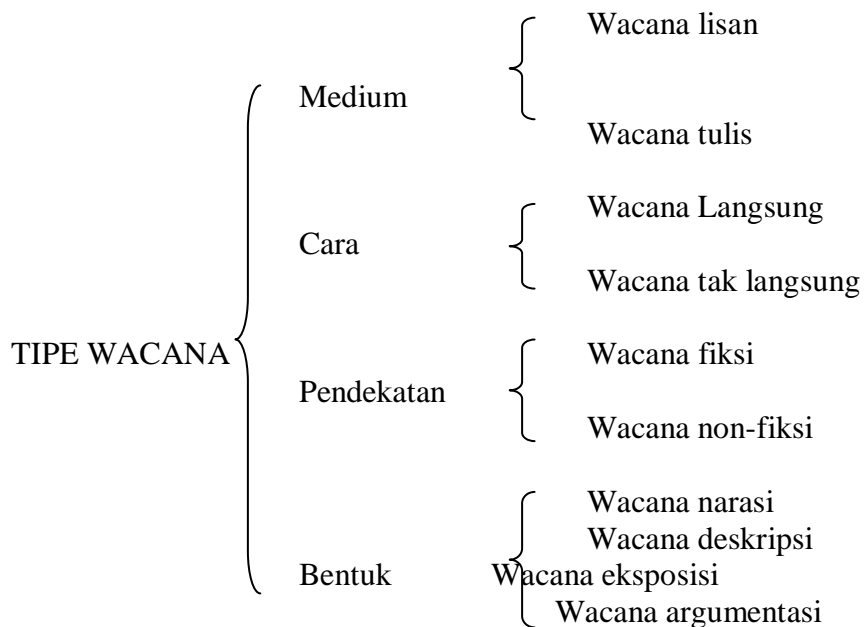 Wacana lisan
Medium
Wacana tulis
Wacana Langsung
Cara
Wacana tak langsung
TIPE WACANA
Wacana fiksi
Pendekatan
Wacana non-fiksi
Wacana narasi
Wacana deskripsi
Bentuk Wacana eksposisi
Wacana argumentasi